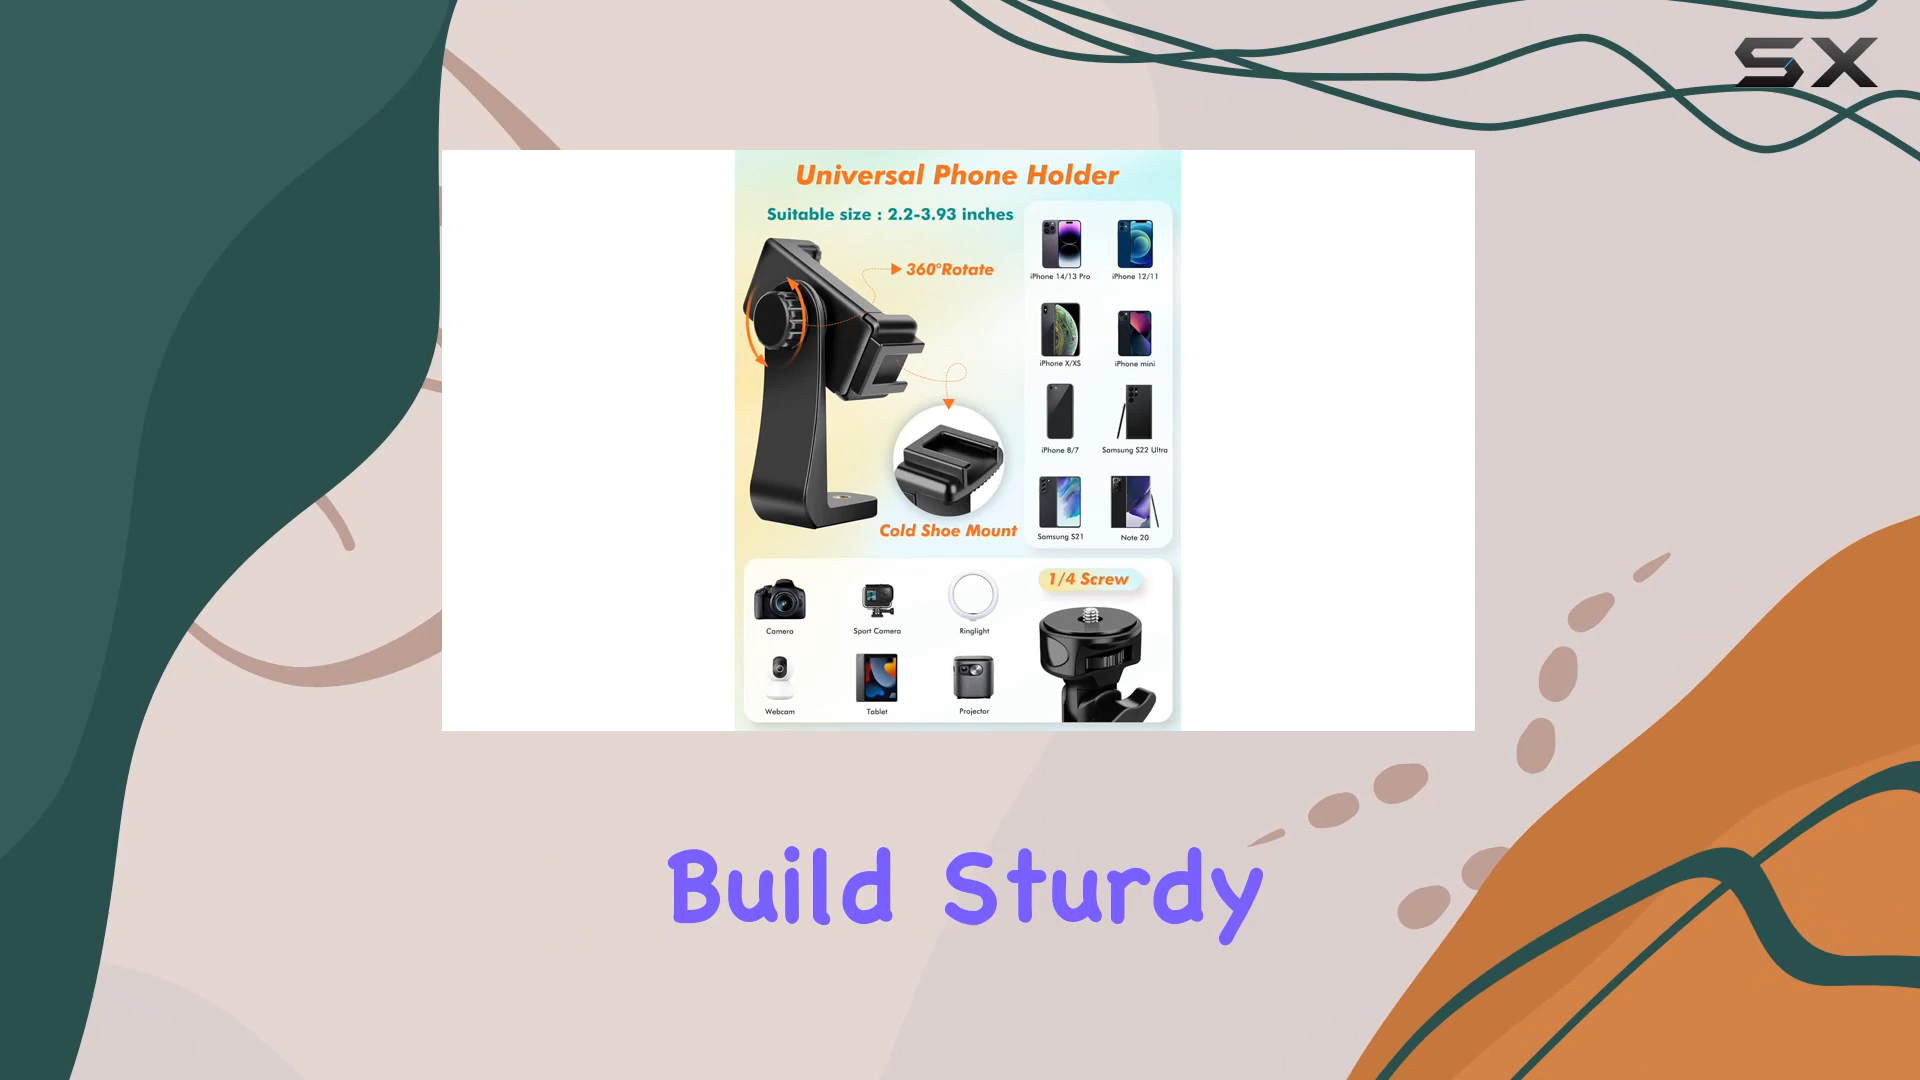 SX
Universal Phone Holder
Suitable size : 2.2-3.93 inches
360°Rotate
iPhone 14/13 Pro
iPhone 12/11
iPhone X/XS
iPhone mini
iPhone 8/7
Samsung S22 Ultra
Samsung S21
Note 20
Cold Shoe Mount
Camera
Sport Camera
Ringlight
Webcam
Tablet
Projector
1/4 Screw
Build Sturdy